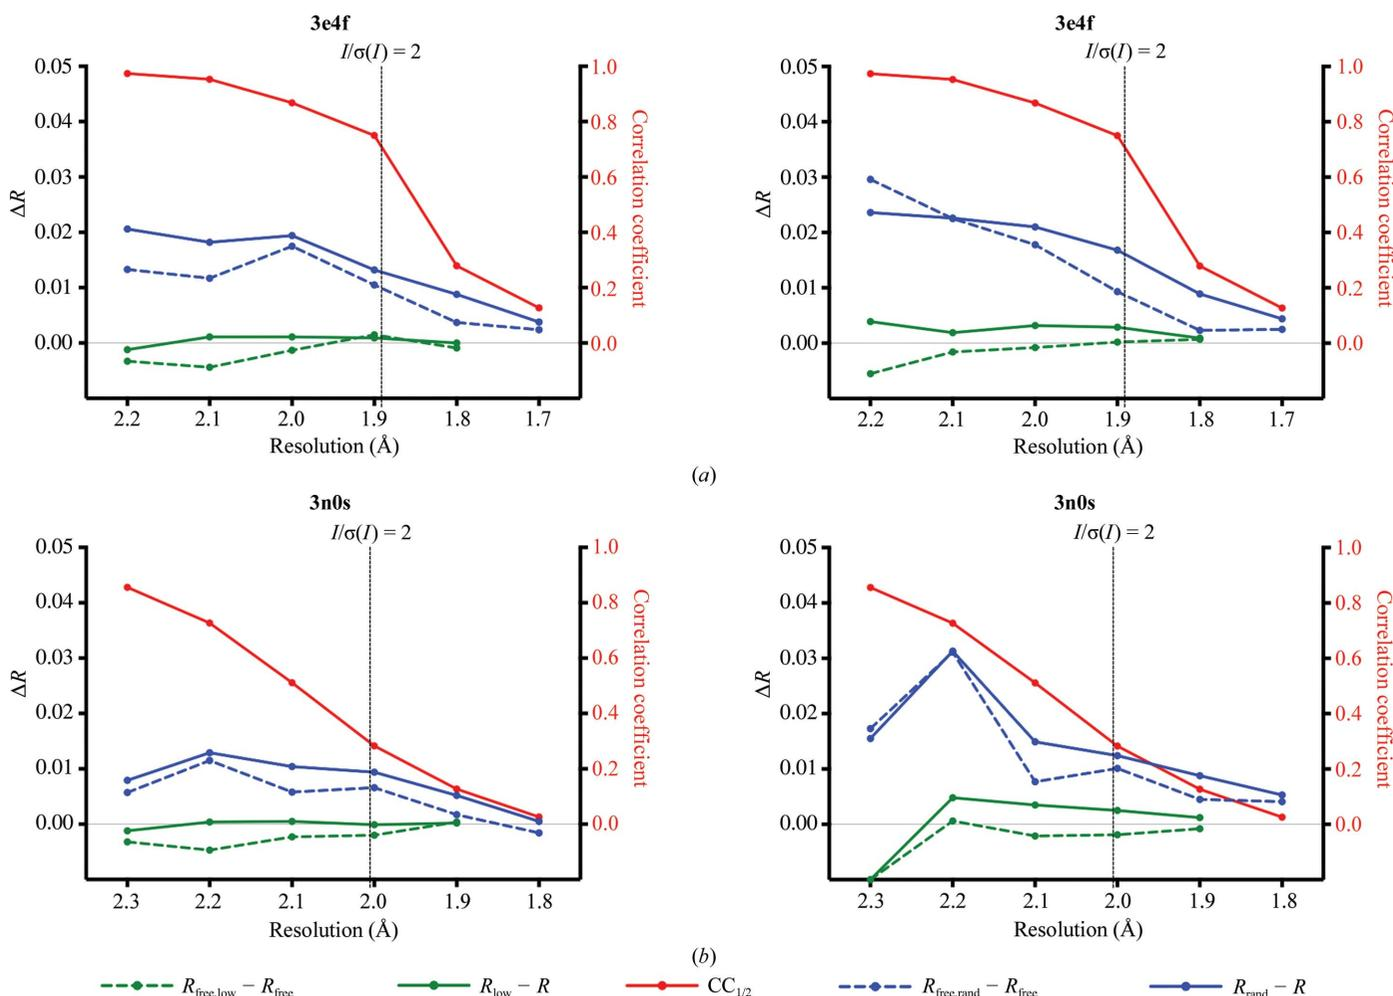 3e4f 3e4f
I/σ(I) = 2 I/σ(I) = 2
0.05 1.0 0.05 1.0
0.04 0.8 0.04 0.8
0.03 0.6 0.03 0.6
ΔR Correlation coefficient ΔR Correlation coefficient
0.02 0.4 0.02 0.4
0.01 0.2 0.01 0.2
0.00 0.0 0.00 0.0
2.2 2.1 2.0 1.9 1.8 1.7 2.2 2.1 2.0 1.9 1.8 1.7
Resolution (Å) Resolution (Å)
(a)
3n0s 3n0s
I/σ(I) = 2 I/σ(I) = 2
0.05 1.0 0.05 1.0
0.04 0.8 0.04 0.8
0.03 0.6 0.03 0.6
ΔR Correlation coefficient ΔR Correlation coefficient
0.02 0.4 0.02 0.4
0.01 0.2 0.01 0.2
0.00 0.0 0.00 0.0
2.3 2.2 2.1 2.0 1.9 1.8 2.3 2.2 2.1 2.0 1.9 1.8
Resolution (Å) Resolution (Å)
(b)
Rfree,low − Rfree Rlow − R CC1/2 Rfree,rand − Rfree Rrand − R